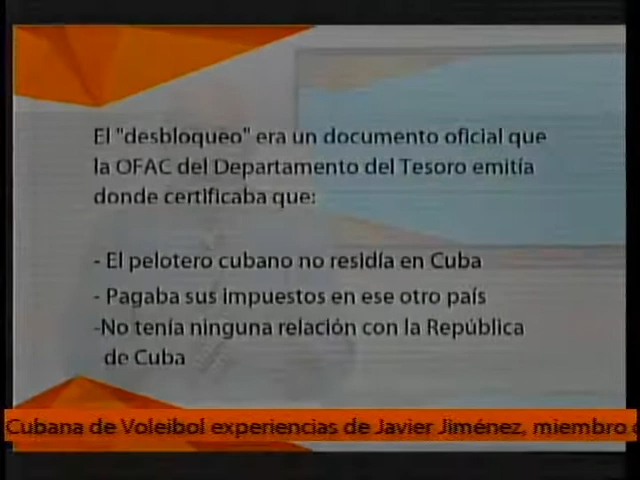 El "desbloqueo" era un documento oficial que
la OFAC del Departamento del Tesoro emitía
donde certificaba que:
- El pelotero cubano no residía en Cuba
- Pagaba sus impuestos en ese otro país
-No tenía ninguna relación con la República
de Cuba
Cubana de Voleibol experiencias de Javier Jiménez, miembro